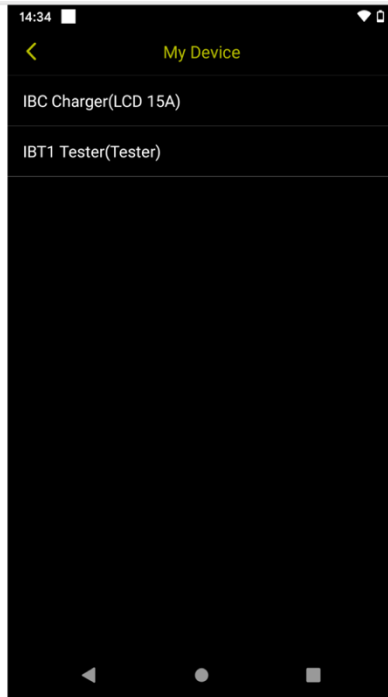 14:34
My Device
IBC Charger(LCD 15A)
IBT1 Tester(Tester)